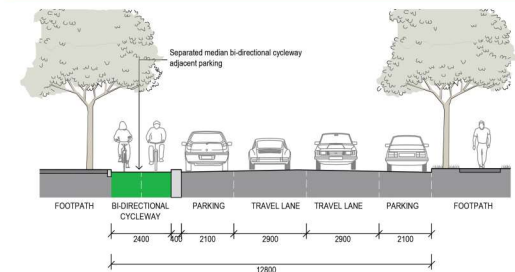 Separated median bi-directional cycleway
adjacent parking
FOOTPATH
BI-DIRECTIONAL
CYCLEWAY
PARKING
TRAVEL LANE
TRAVEL LANE
PARKING
FOOTPATH
2400
400
2100
2900
2900
2100
12800